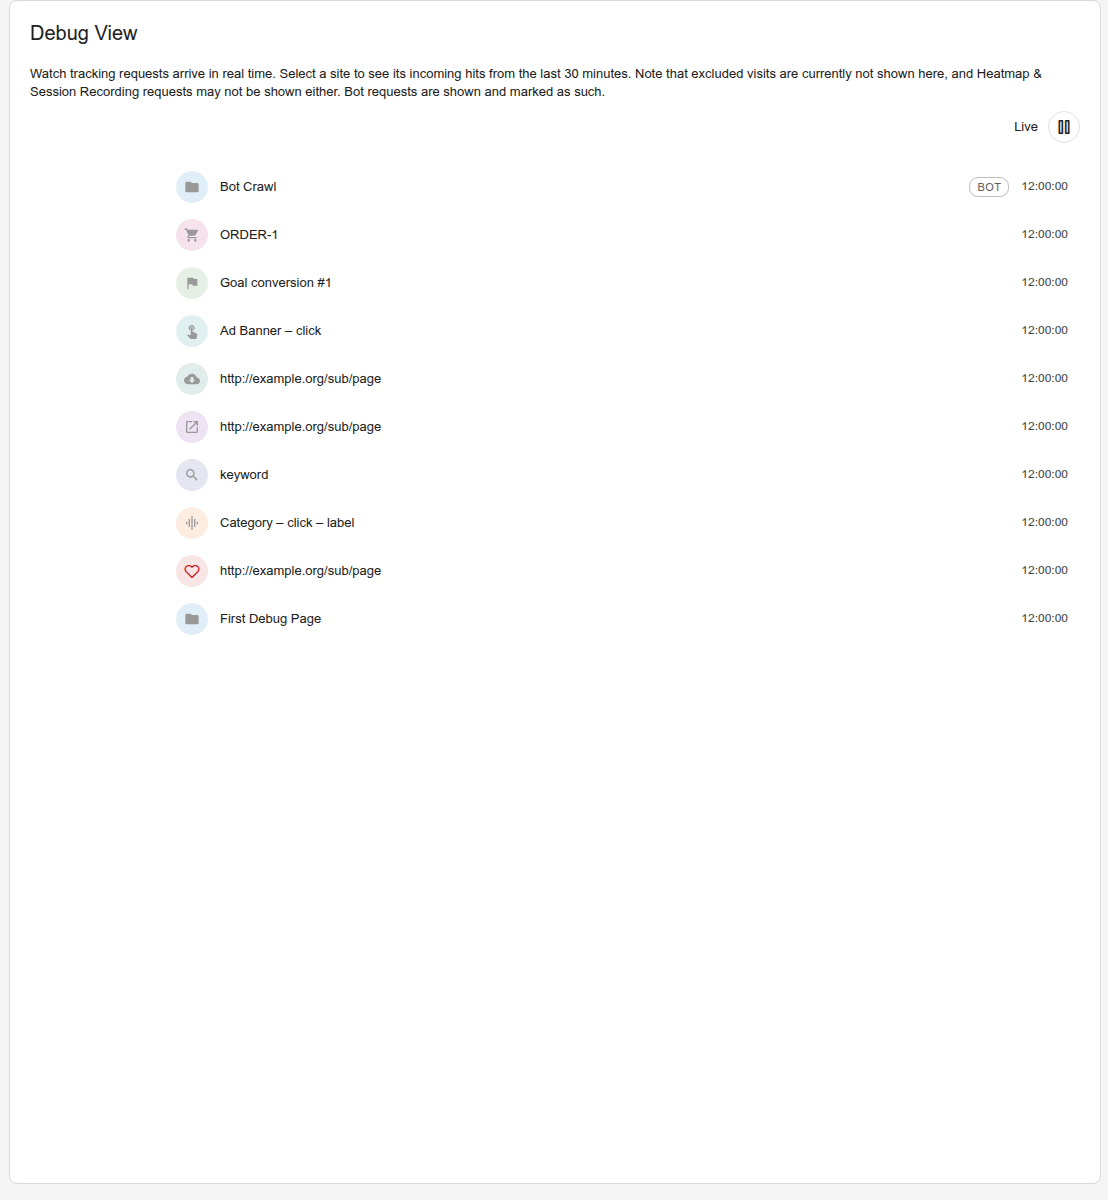 Debug View
Watch tracking requests arrive in real time. Select a site to see its incoming hits from the last 30 minutes. Note that excluded visits are currently not shown here, and Heatmap &
Session Recording requests may not be shown either. Bot requests are shown and marked as such.
Live
Bot Crawl BOT 12:00:00
ORDER-1 12:00:00
Goal conversion #1 12:00:00
Ad Banner – click 12:00:00
http://example.org/sub/page 12:00:00
http://example.org/sub/page 12:00:00
keyword 12:00:00
Category – click – label 12:00:00
http://example.org/sub/page 12:00:00
First Debug Page 12:00:00